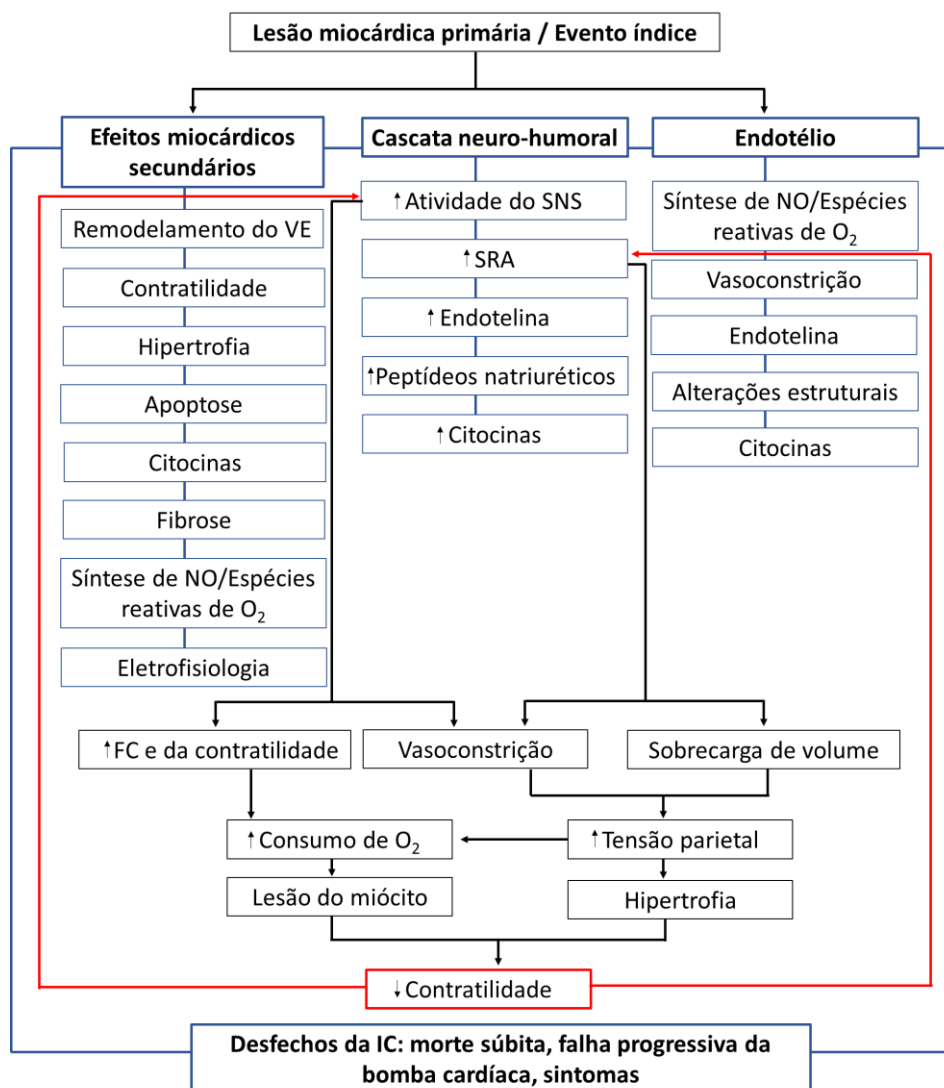 Lesão miocárdica primária / Evento índice
Efeitos miocárdicos
secundários
Remodelamento do VE
Contratilidade
Hipertrofia
Apoptose
Citocinas
Fibrose
Síntese de NO/Espécies
reativas de O₂
Eletrofisiologia
Cascata neuro-humoral
↑Atividade do SNS
↑SRA
↑Endotelina
↑Peptídeos natriuréticos
↑Citocinas
Endotélio
Síntese de NO/Espécies
reativas de O₂
Vasoconstrição
Endotelina
Alterações estruturais
Citocinas
↑FC e da contratilidade
Vasoconstrição
Sobrecarga de volume
↑Consumo de O₂
↑Tensão parietal
Lesão do miócito
Hipertrofia
↓Contratilidade
Desfechos da IC: morte súbita, falha progressiva da
bomba cardíaca, sintomas